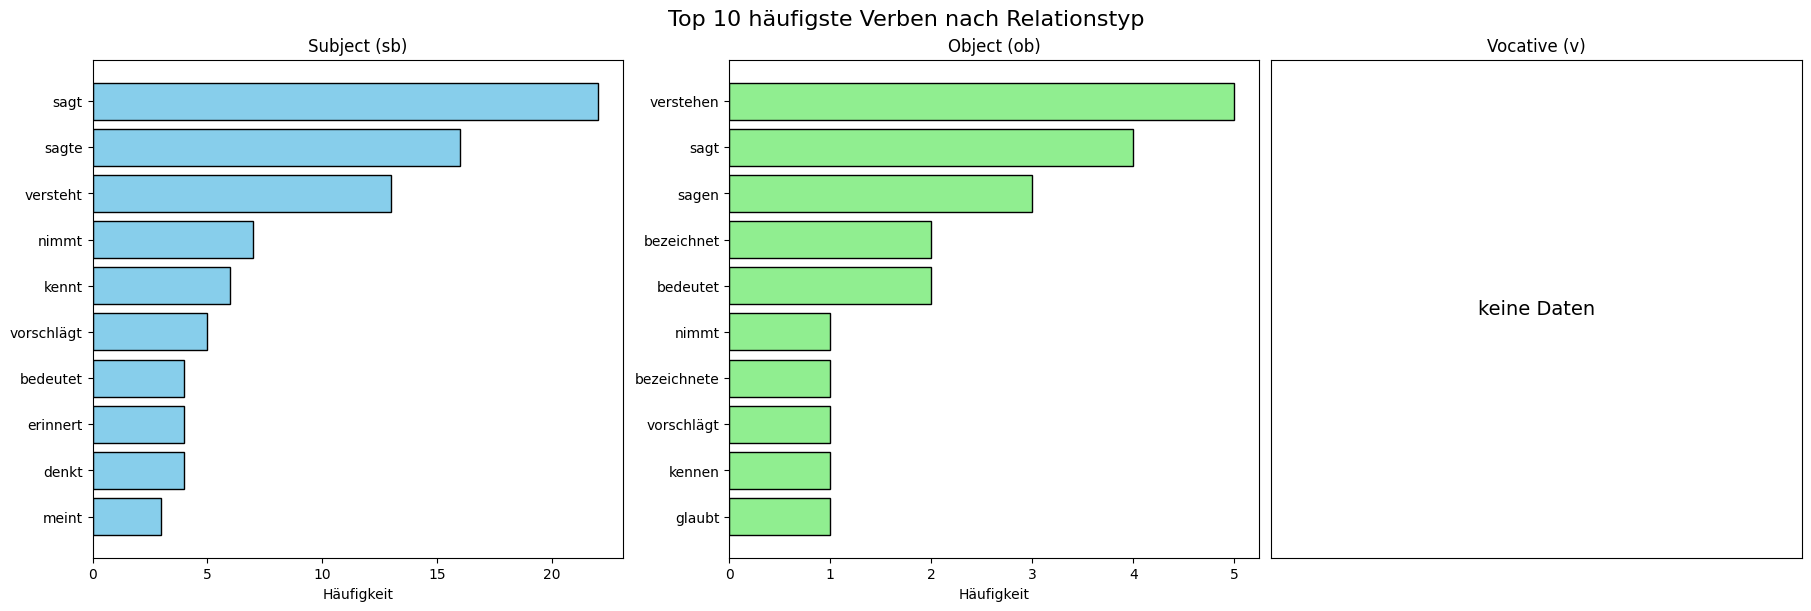 Top 10 häufigste Verben nach Relationstyp
Subject (sb)
sagt
sagte
versteht
nimmt
kennt
vorschlägt
bedeutet
erinnert
denkt
meint
0 5 10 15 20
Häufigkeit
Object (ob)
verstehen
sagt
sagen
bezeichnet
bedeutet
nimmt
bezeichnete
vorschlägt
kennen
glaubt
0 1 2 3 4 5
Häufigkeit
Vocative (v)
keine Daten